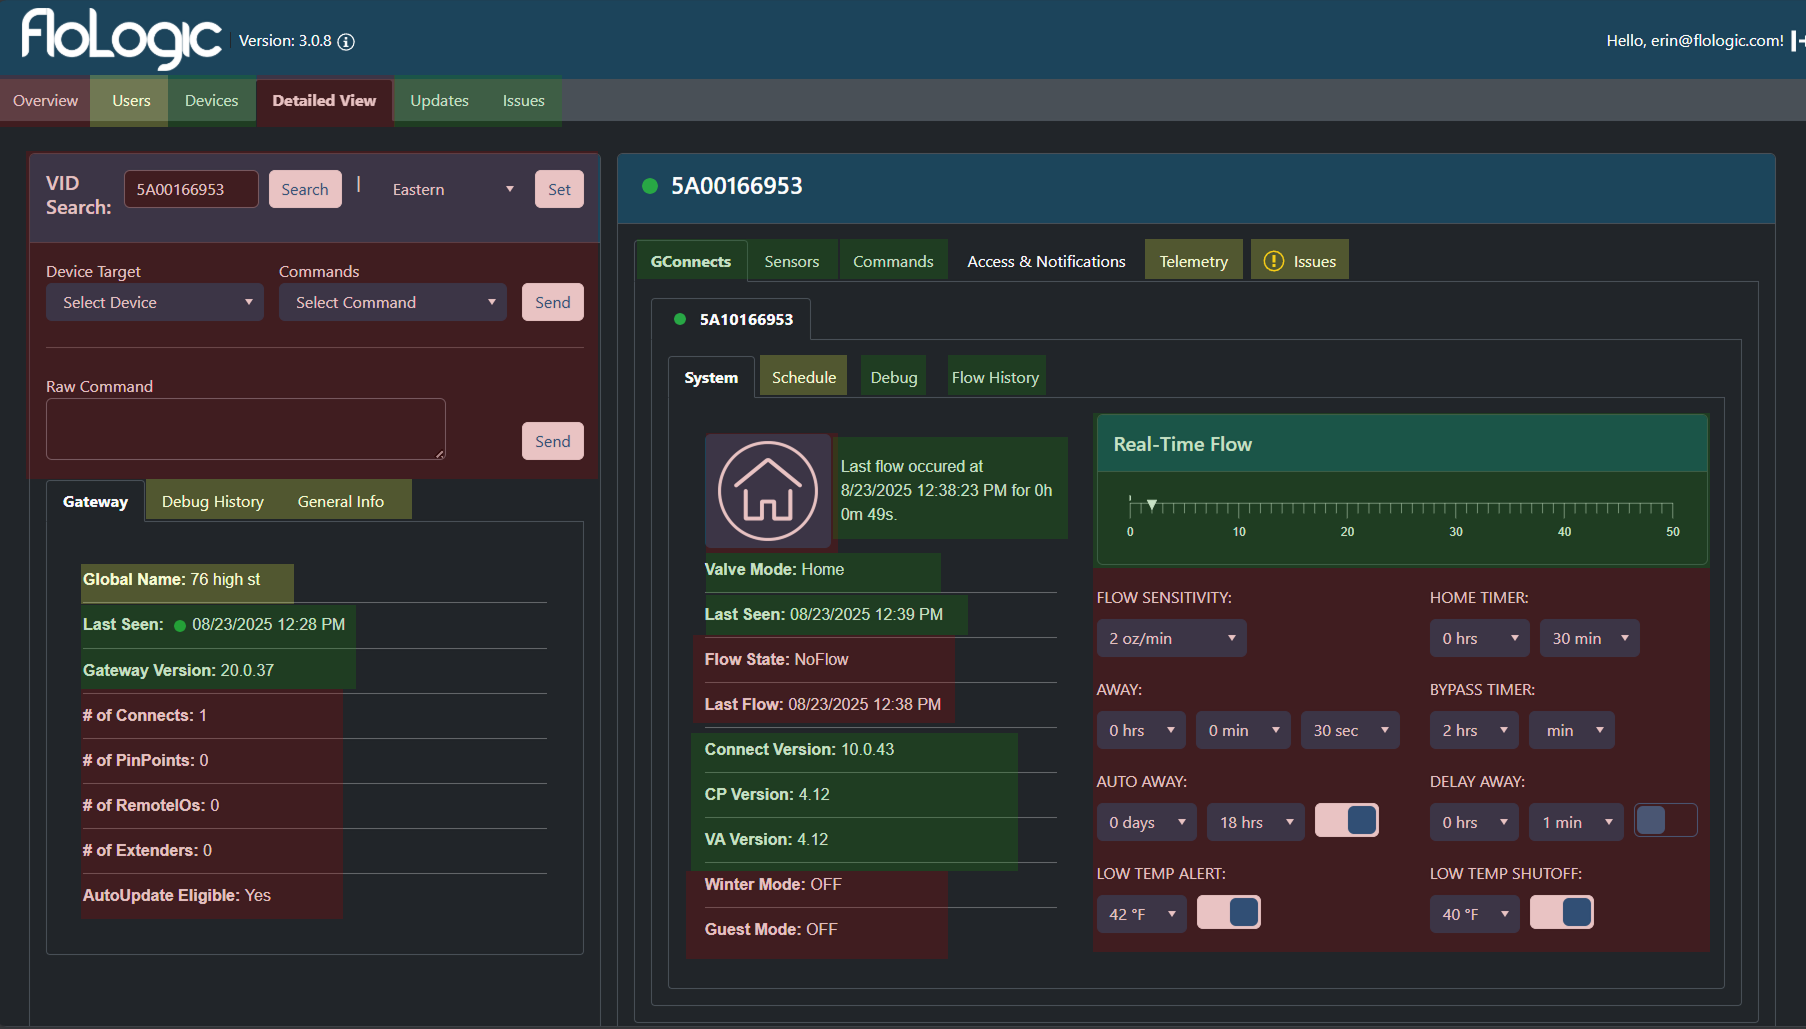 floLogic
Version: 3.0.8
Hello, erin@flologic.com!
Overview Users Devices Detailed View Updates Issues
VID Search: 5A00166953 Search | Eastern Set
Device Target Commands
Select Device Select Command Send
Raw Command
Send
Gateway Debug History General Info
Global Name: 76 high st
Last Seen: 08/23/2025 12:28 PM
Gateway Version: 20.0.37
# of Connects: 1
# of PinPoints: 0
# of RemoteIOs: 0
# of Extenders: 0
AutoUpdate Eligible: Yes
5A00166953
GConnects Sensors Commands Access & Notifications Telemetry Issues
5A10166953
System Schedule Debug Flow History
Last flow occured at
8/23/2025 12:38:23 PM for 0h
0m 49s.
Valve Mode: Home
Last Seen: 08/23/2025 12:39 PM
Flow State: NoFlow
Last Flow: 08/23/2025 12:38 PM
Connect Version: 10.0.43
CP Version: 4.12
VA Version: 4.12
Winter Mode: OFF
Guest Mode: OFF
Real-Time Flow
0 10 20 30 40 50
FLOW SENSITIVITY: HOME TIMER:
2 oz/min 0 hrs 30 min
AWAY: BYPASS TIMER:
0 hrs 0 min 30 sec 2 hrs min
AUTO AWAY: DELAY AWAY:
0 days 18 hrs 0 hrs 1 min
LOW TEMP ALERT: LOW TEMP SHUTOFF:
42 °F 40 °F